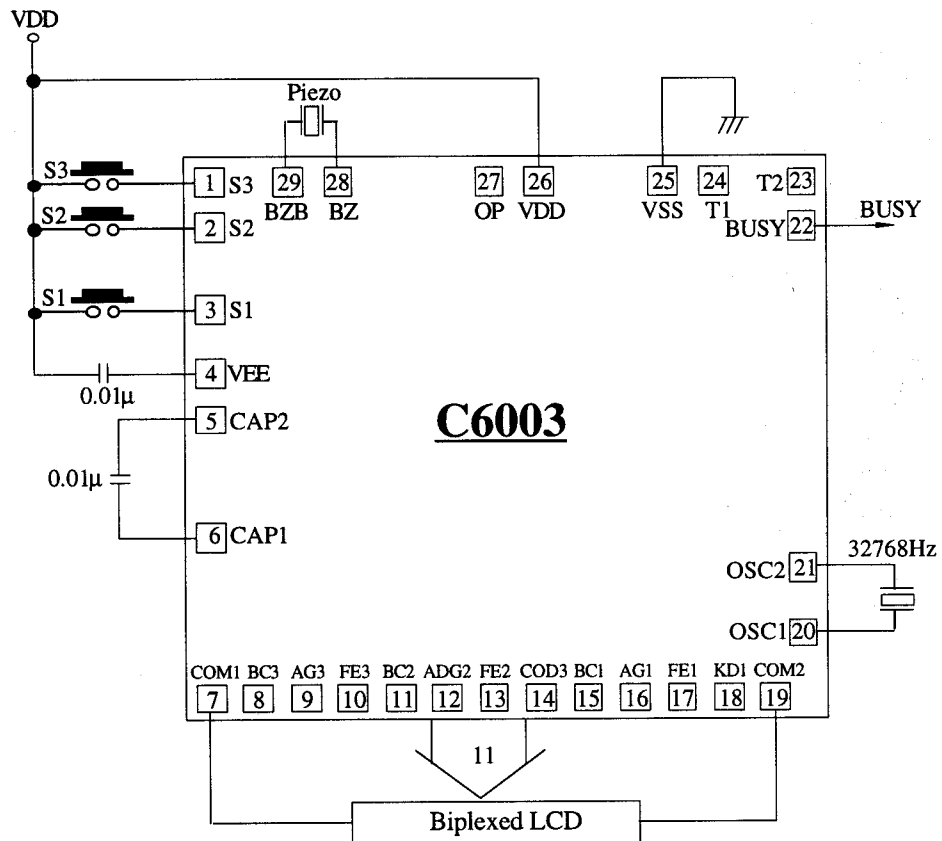 VDD
Piezo
S3
1 S3
29 28 27 26 25 24 T2 23
BZB BZ OP VDD VSS T1
S2
2 S2
BUSY 22 BUSY
S1
3 S1
4 VEE
0.01µ
5 CAP2
C6003
0.01µ
6 CAP1
32768Hz
OSC2 21
OSC1 20
COM1 BC3 AG3 FE3 BC2 ADG2 FE2 COD3 BC1 AG1 FE1 KD1 COM2
7 8 9 10 11 12 13 14 15 16 17 18 19
11
Biplexed LCD